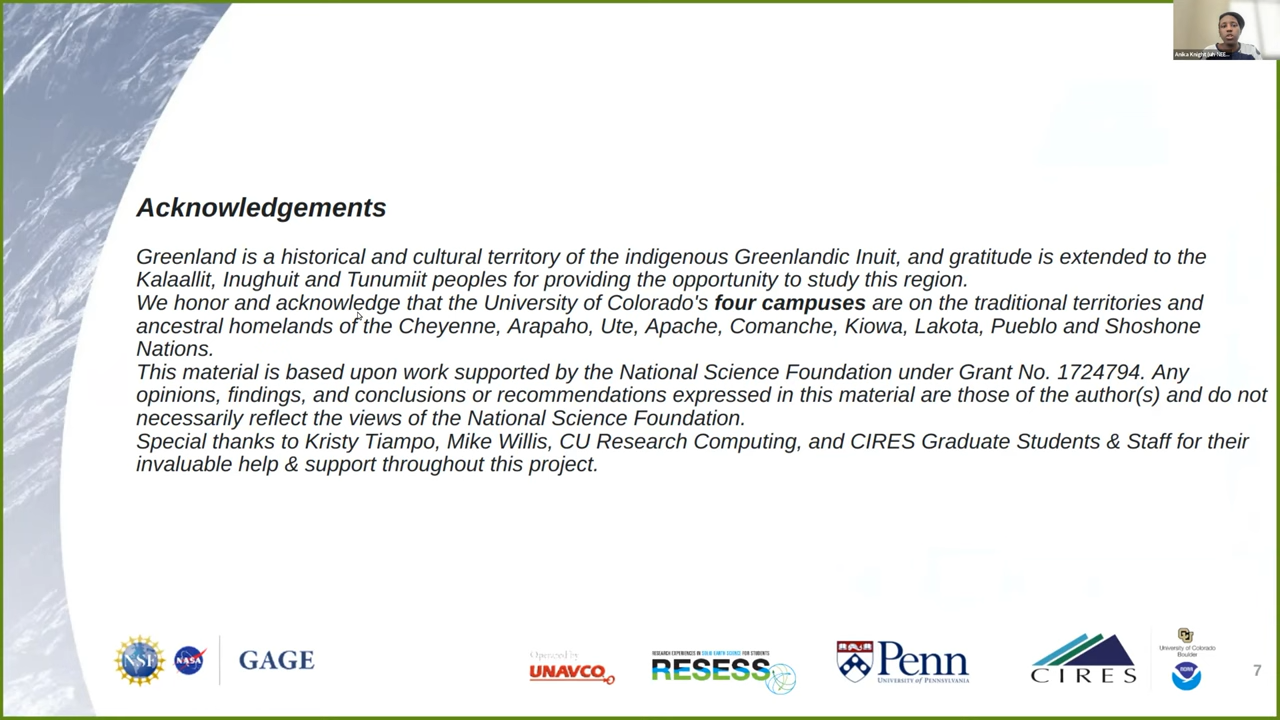 Anika Knight (sh
Acknowledgements
Greenland is a historical and cultural territory of the indigenous Greenlandic Inuit, and gratitude is extended to the
Kalaallit, Inughuit and Tunumiit peoples for providing the opportunity to study this region.
We honor and acknowledge that the University of Colorado's four campuses are on the traditional territories and
ancestral homelands of the Cheyenne, Arapaho, Ute, Apache, Comanche, Kiowa, Lakota, Pueblo and Shoshone
Nations.
This material is based upon work supported by the National Science Foundation under Grant No. 1724794. Any
opinions, findings, and conclusions or recommendations expressed in this material are those of the author(s) and do not
necessarily reflect the views of the National Science Foundation.
Special thanks to Kristy Tiampo, Mike Willis, CU Research Computing, and CIRES Graduate Students & Staff for their
invaluable help & support throughout this project.
NSF
NASA
GAGE
Operated by
UNAVCO
RESEARCH EXPERIENCES IN SOLID EARTH SCIENCE FOR STUDENTS
RESESS
Penn
UNIVERSITY OF PENNSYLVANIA
CIRES
CU
University of Colorado
Boulder
NOAA
7